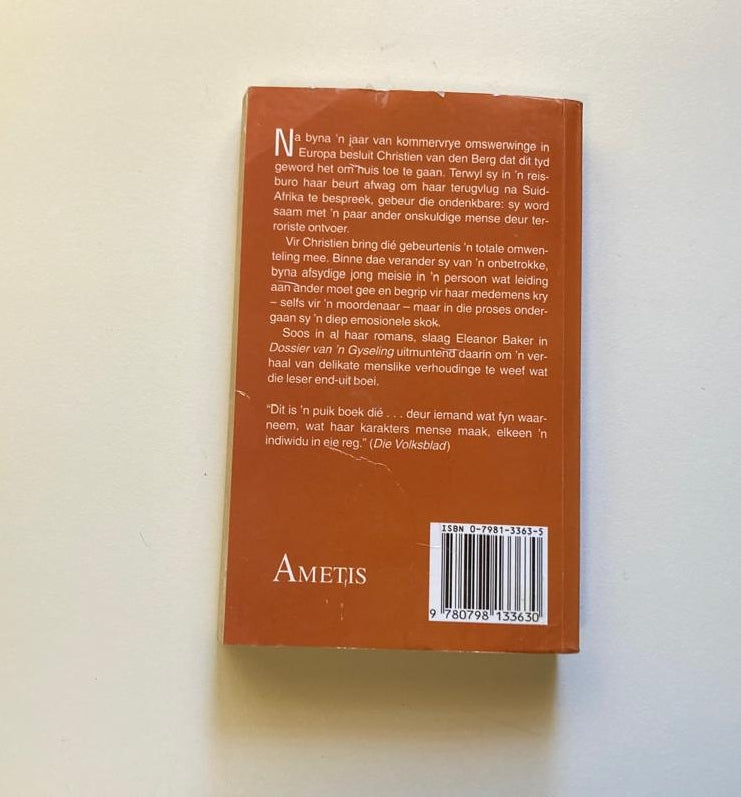 Na byna 'n jaar van kommervrye omswerwinge in
Europa besluit Christien van den Berg dat dit tyd
geword het om huis toe te gaan. Terwyl sy in 'n reis-
buro haar beurt afwag om haar terugvlug na Suid-
Afrika te bespreek, gebeur die ondenkbare: sy word
saam met 'n paar ander onskuldige mense deur ter-
roriste ontvoer.
Vir Christien bring dié gebeurtenis 'n totale omwen-
teling mee. Binne dae verander sy van 'n onbetrokke,
byna afsydige jong meisie in 'n persoon wat leiding
aan ander moet gee en begrip vir haar medemens kry
– selfs vir 'n moordenaar – maar in die proses onder-
gaan sy 'n diep emosionele skok.
Soos in al haar romans, slaag Eleanor Baker in
Dossier van 'n Gyseling uitmuntend daarin om 'n ver-
haal van delikate menslike verhoudinge te weef wat
die leser end-uit boei.
“Dit is 'n puik boek dié . . . deur iemand wat fyn waar-
neem, wat haar karakters mense maak, elkeen 'n
indiwidu in eie reg.” (Die Volksblad)
ISBN 0-7981-3363-5
AMETIS
9 780798 133630